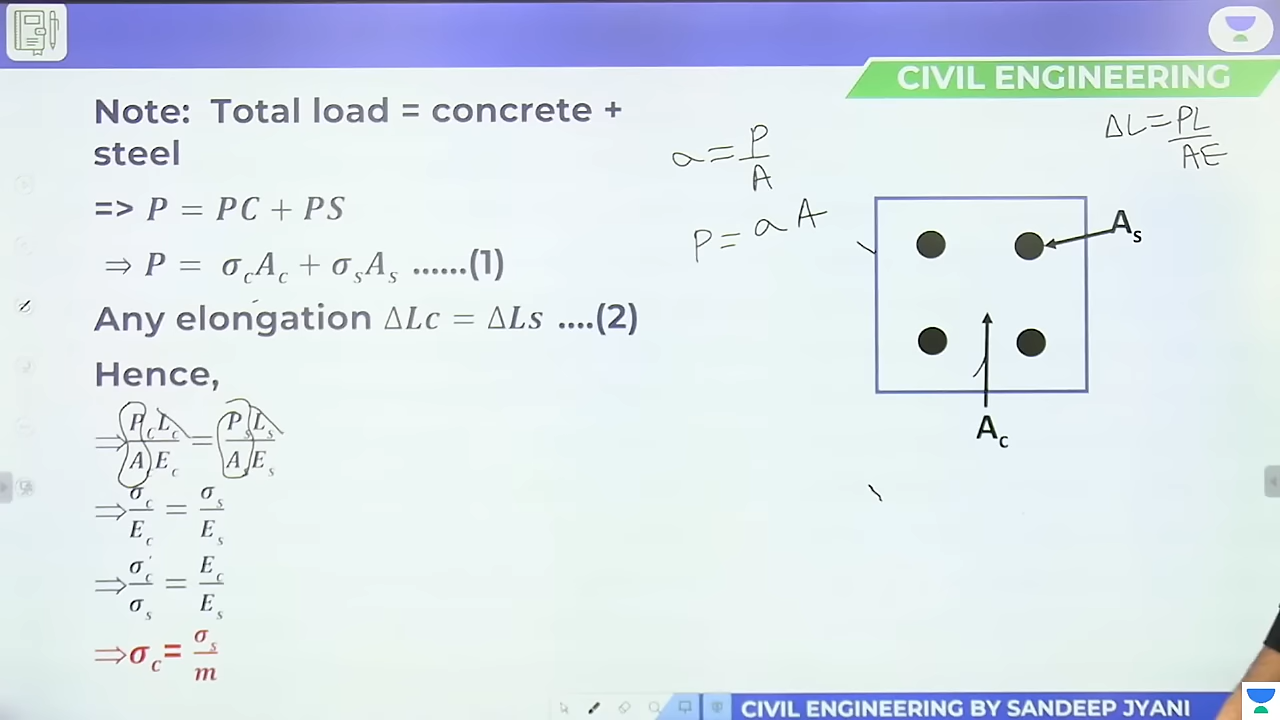 CIVIL ENGINEERING
Note: Total load = concrete +
steel
=> P = PC + PS
⇒ P = σcAc + σsAs ......(1)
Any elongation ΔLc = ΔLs ....(2)
Hence,
⇒ PcLc/AcEc = PsLs/AsEs
⇒ σc/Ec = σs/Es
⇒ σc/σs = Ec/Es
⇒ σc = σs/m
σ = P/A
P = σA
ΔL = PL/AE
As
Ac
CIVIL ENGINEERING BY SANDEEP JYANI